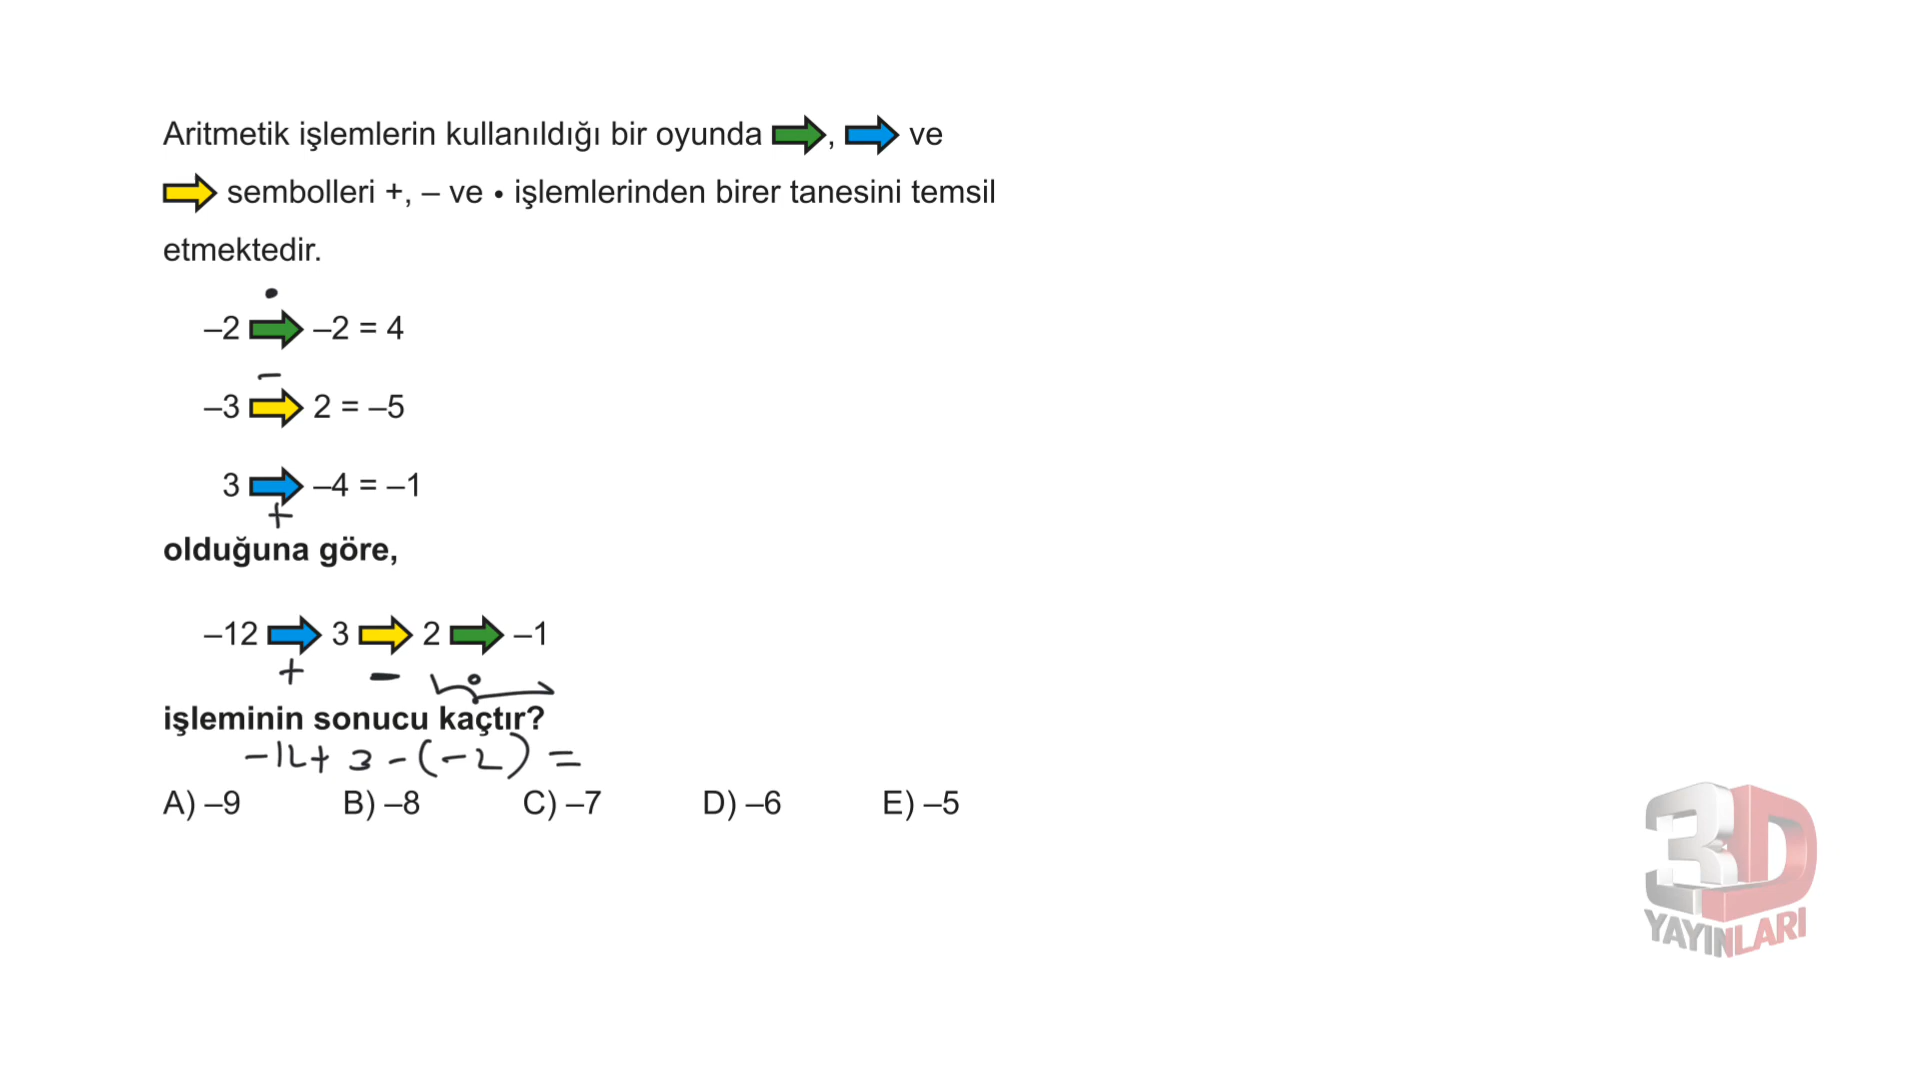 Aritmetik işlemlerin kullanıldığı bir oyunda , ve
sembolleri +, – ve • işlemlerinden birer tanesini temsil
etmektedir.
•
–2 –2 = 4
–
–3 2 = –5
3 –4 = –1
+
olduğuna göre,
–12 3 2 –1
+ – •
işleminin sonucu kaçtır?
-12+ 3 - (-2) =
A) –9 B) –8 C) –7 D) –6 E) –5
3D
YAYINLARI